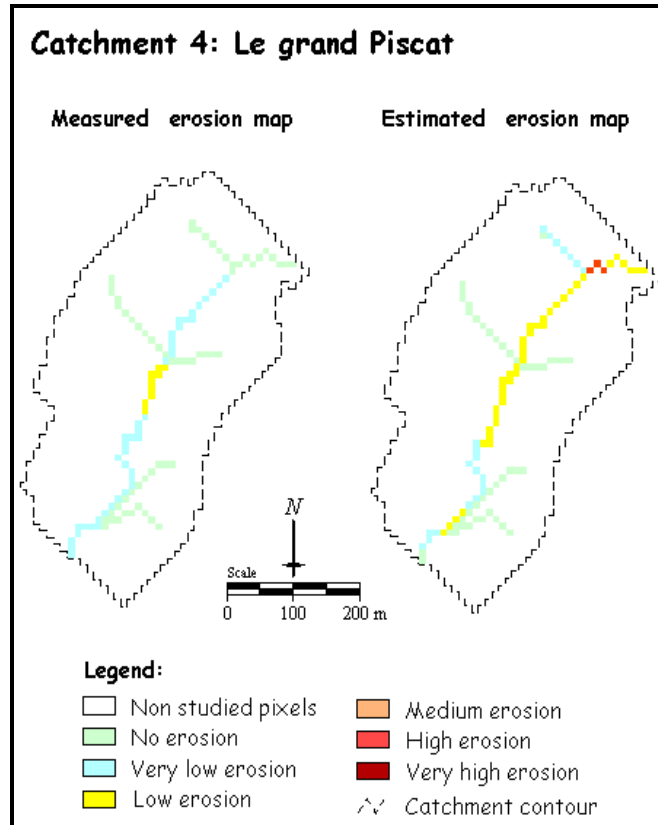 Catchment 4: Le grand Piscat
Measured erosion map
Estimated erosion map
N
Scale
0 100 200 m
Legend:
Non studied pixels
No erosion
Very low erosion
Low erosion
Medium erosion
High erosion
Very high erosion
Catchment contour